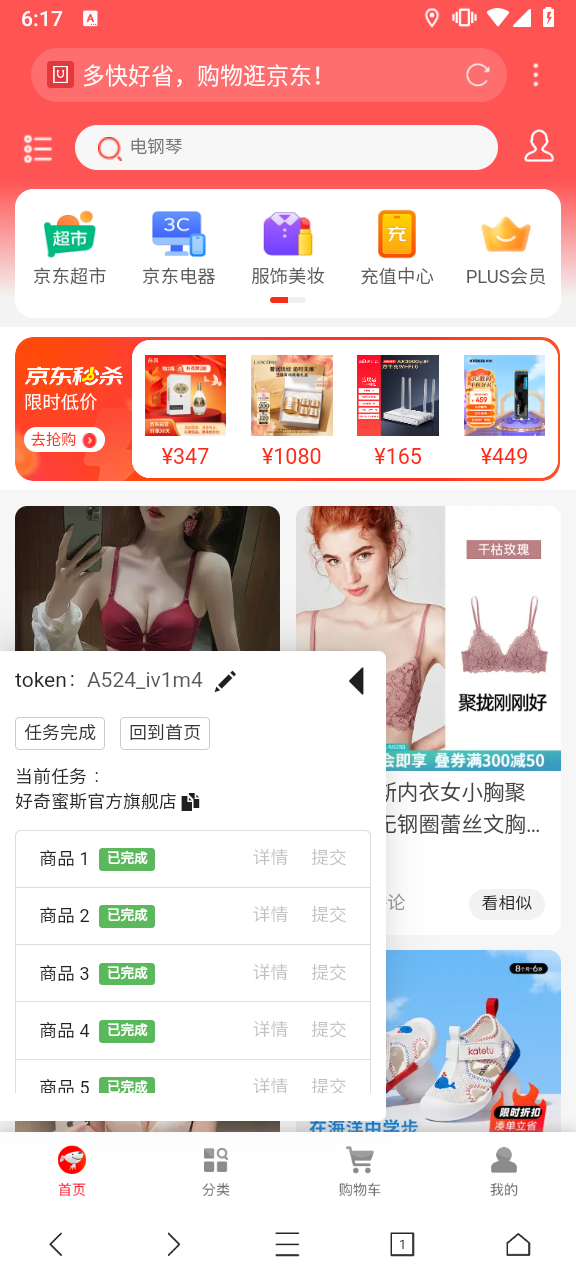 6:17
A
多快好省，购物逛京东！
电钢琴
超市
3C
充
京东超市
京东电器
服饰美妆
充值中心
PLUS会员
京东秒杀
限时低价
去抢购
¥347
¥1080
¥165
¥449
干枯玫瑰
聚拢刚刚好
会即享 叠券满300减50
新内衣女小胸聚
无钢圈蕾丝文胸...
论
看相似
token： A524_iv1m4
任务完成
回到首页
当前任务 ：
好奇蜜斯官方旗舰店
商品 1 已完成 详情 提交
商品 2 已完成 详情 提交
商品 3 已完成 详情 提交
商品 4 已完成 详情 提交
商品 5 已完成 详情 提交
8个月-6岁
katetu
限时折扣
凑单立省
在海洋中学步
首页
分类
购物车
我的
1